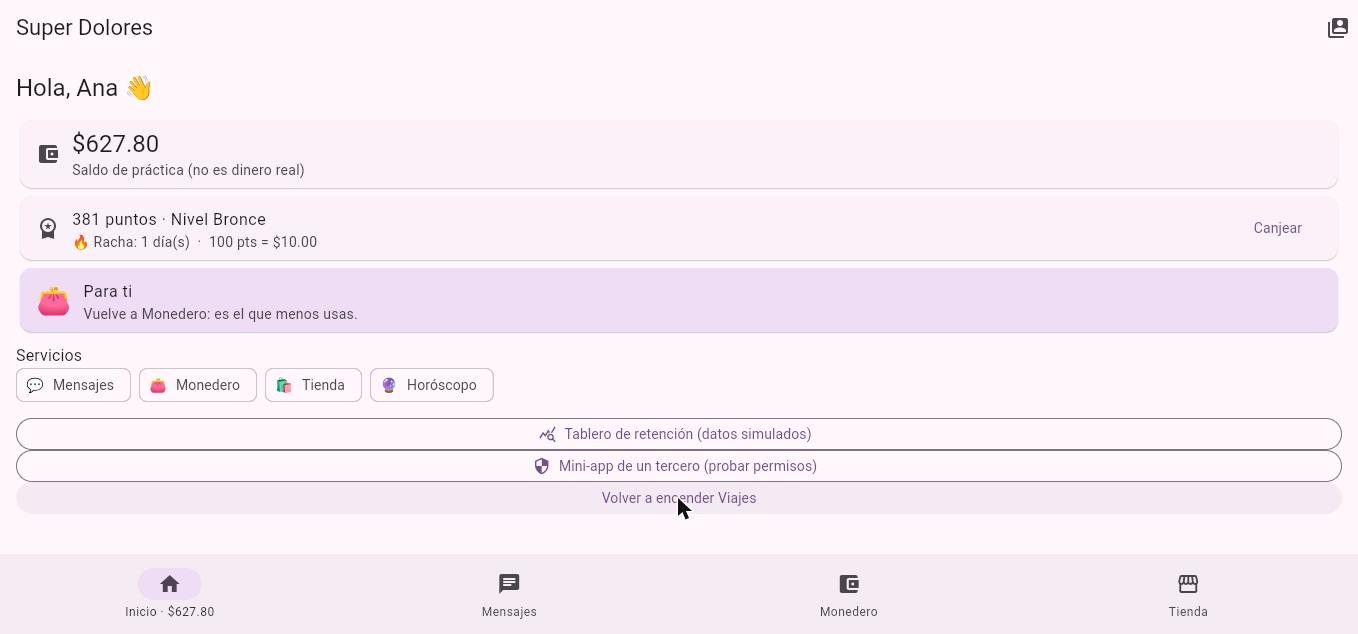 Super Dolores
Hola, Ana 👋
$627.80
Saldo de práctica (no es dinero real)
381 puntos · Nivel Bronce
🔥 Racha: 1 día(s) · 100 pts = $10.00
Canjear
Para ti
Vuelve a Monedero: es el que menos usas.
Servicios
Mensajes
Monedero
Tienda
Horóscopo
Tablero de retención (datos simulados)
Mini-app de un tercero (probar permisos)
Volver a encender Viajes
Inicio · $627.80
Mensajes
Monedero
Tienda